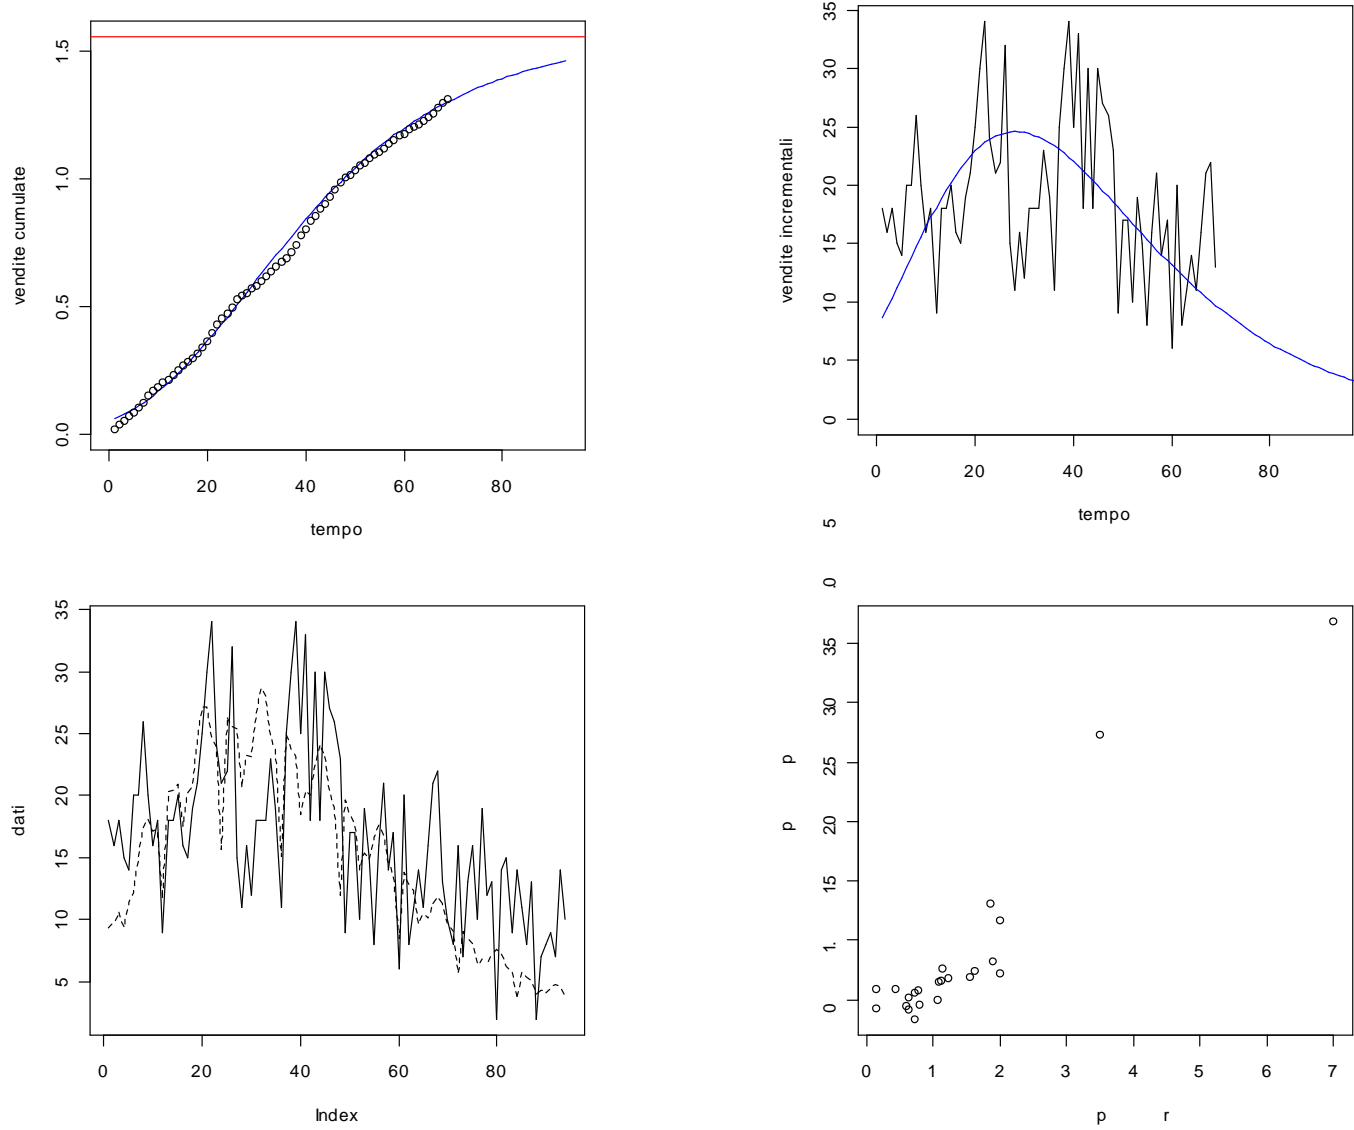 vendite cumulate
0.0 0.5 1.0 1.5
0 20 40 60 80
tempo
vendite incrementali
0 5 10 15 20 25 30 35
0 20 40 60 80
tempo
dati
5 10 15 20 25 30 35
0 20 40 60 80
Index
p p
0 1. 15 20 25 30 35 .0 5
0 1 2 3 4 5 6 7
p r